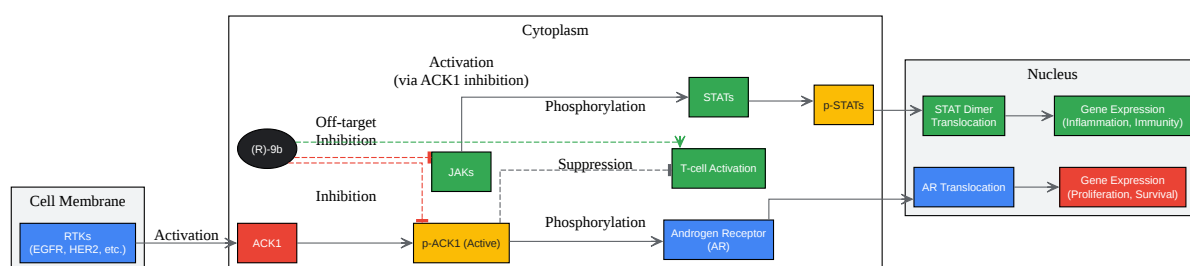 Cytoplasm
Activation
(via ACK1 inhibition)
Nucleus
STATs
Phosphorylation
p-STATs
STAT Dimer
Translocation
Gene Expression
(Inflammation, Immunity)
Off-target
Inhibition
(R)-9b
JAKs
Suppression
T-cell Activation
Inhibition
AR Translocation
Gene Expression
(Proliferation, Survival)
Cell Membrane
RTKs
(EGFR, HER2, etc.)
Activation
ACK1
p-ACK1 (Active)
Phosphorylation
Androgen Receptor
(AR)